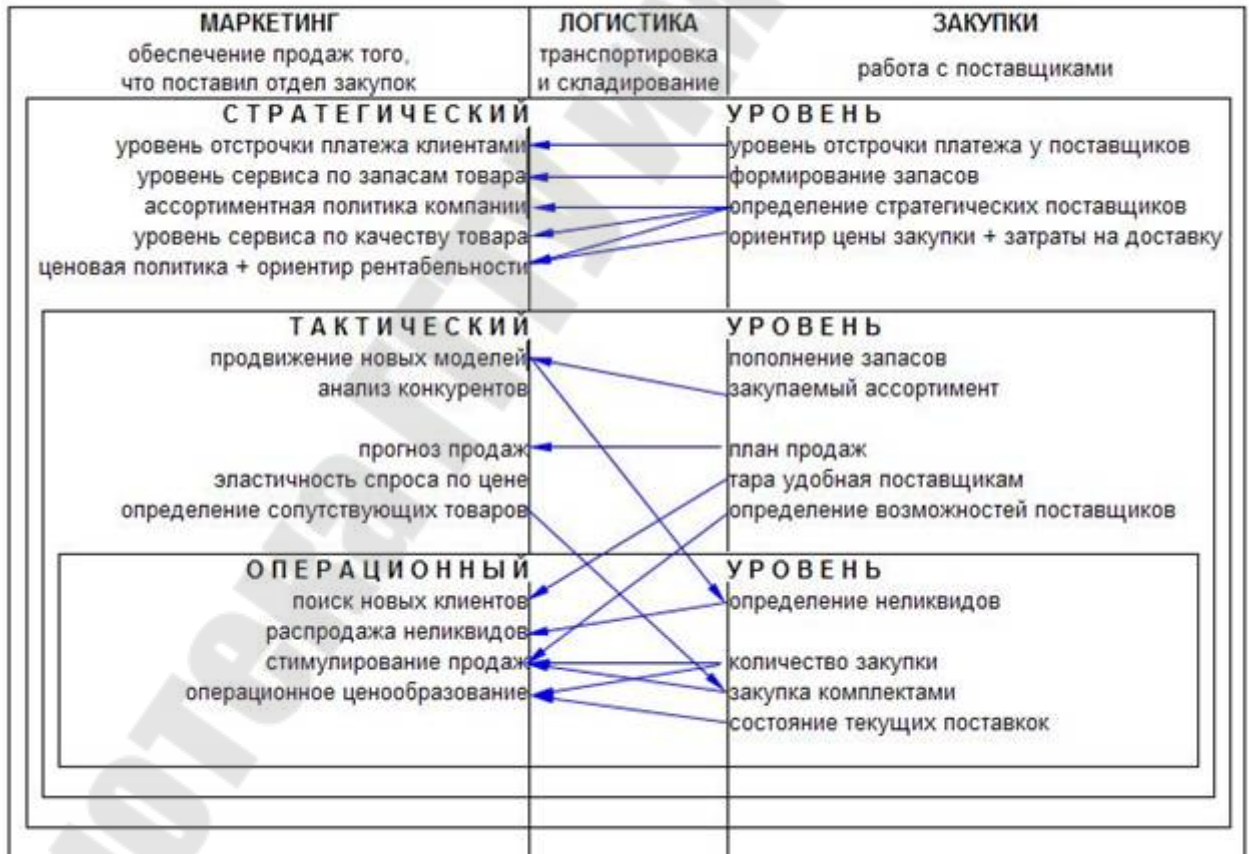 МАРКЕТИНГ
обеспечение продаж того,
что поставил отдел закупок
ЛОГИСТИКА
транспортировка
и складирование
ЗАКУПКИ
работа с поставщиками
СТРАТЕГИЧЕСКИЙ УРОВЕНЬ
уровень отстрочки платежа клиентами
уровень отстрочки платежа у поставщиков
уровень сервиса по запасам товара
формирование запасов
ассортиментная политика компании
определение стратегических поставщиков
уровень сервиса по качеству товара
ориентир цены закупки + затраты на доставку
ценовая политика + ориентир рентабельности
ТАКТИЧЕСКИЙ УРОВЕНЬ
продвижение новых моделей
пополнение запасов
анализ конкурентов
закупаемый ассортимент
прогноз продаж
план продаж
эластичность спроса по цене
тара удобная поставщикам
определение сопутствующих товаров
определение возможностей поставщиков
ОПЕРАЦИОННЫЙ УРОВЕНЬ
поиск новых клиентов
определение неликвидов
распродажа неликвидов
стимулирование продаж
количество закупки
операционное ценообразование
закупка комплектами
состояние текущих поставкок